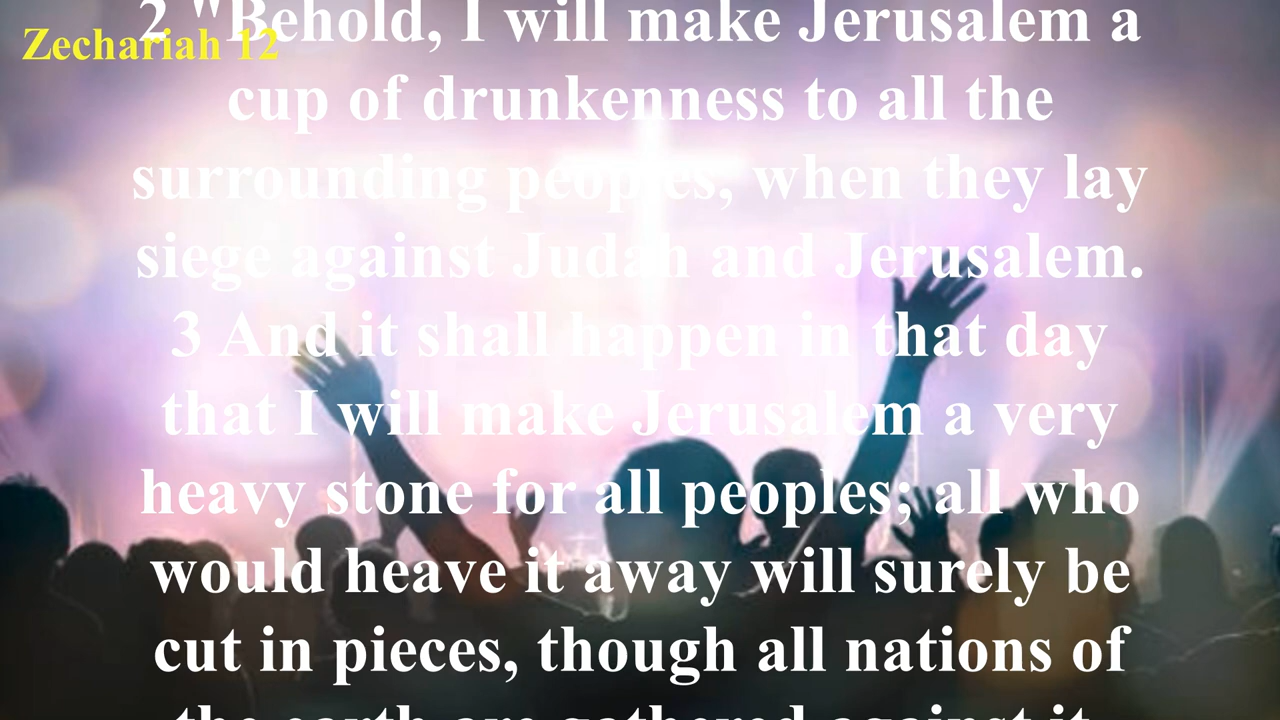 Zechariah 12
2 "Behold, I will make Jerusalem a
cup of drunkenness to all the
surrounding peoples, when they lay
siege against Judah and Jerusalem.
3 And it shall happen in that day
that I will make Jerusalem a very
heavy stone for all peoples; all who
would heave it away will surely be
cut in pieces, though all nations of
the earth are gathered against it.